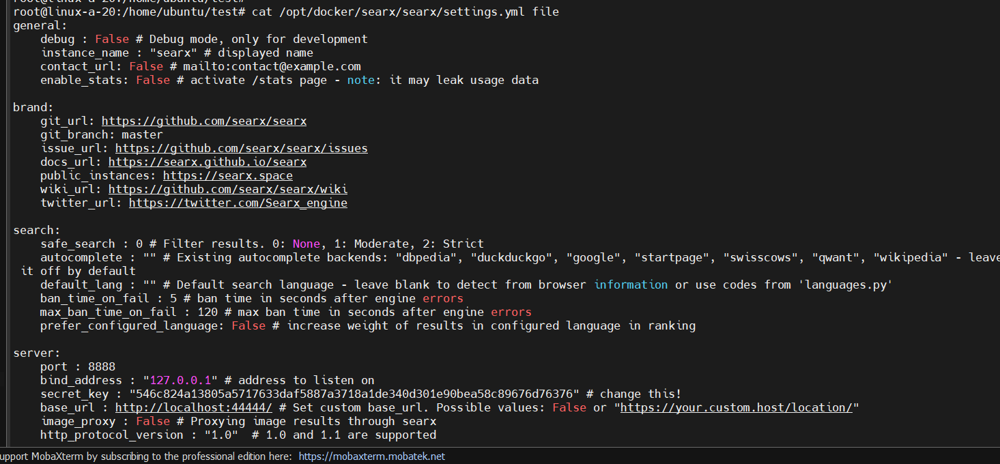 root@linux-a-20:/home/ubuntu/test#
root@linux-a-20:/home/ubuntu/test# cat /opt/docker/searx/searx/settings.yml file
general:
    debug : False # Debug mode, only for development
    instance_name : "searx" # displayed name
    contact_url: False # mailto:contact@example.com
    enable_stats: False # activate /stats page - note: it may leak usage data

brand:
    git_url: https://github.com/searx/searx
    git_branch: master
    issue_url: https://github.com/searx/searx/issues
    docs_url: https://searx.github.io/searx
    public_instances: https://searx.space
    wiki_url: https://github.com/searx/searx/wiki
    twitter_url: https://twitter.com/Searx_engine

search:
    safe_search : 0 # Filter results. 0: None, 1: Moderate, 2: Strict
    autocomplete : "" # Existing autocomplete backends: "dbpedia", "duckduckgo", "google", "startpage", "swisscows", "qwant", "wikipedia" - leave
 it off by default
    default_lang : "" # Default search language - leave blank to detect from browser information or use codes from 'languages.py'
    ban_time_on_fail : 5 # ban time in seconds after engine errors
    max_ban_time_on_fail : 120 # max ban time in seconds after engine errors
    prefer_configured_language: False # increase weight of results in configured language in ranking

server:
    port : 8888
    bind_address : "127.0.0.1" # address to listen on
    secret_key : "546c824a13805a5717633daf5887a3718a1de340d301e90bea58c89676d76376" # change this!
    base_url : http://localhost:44444/ # Set custom base_url. Possible values: False or "https://your.custom.host/location/"
    image_proxy : False # Proxying image results through searx
    http_protocol_version : "1.0"  # 1.0 and 1.1 are supported
upport MobaXterm by subscribing to the professional edition here: https://mobaxterm.mobatek.net